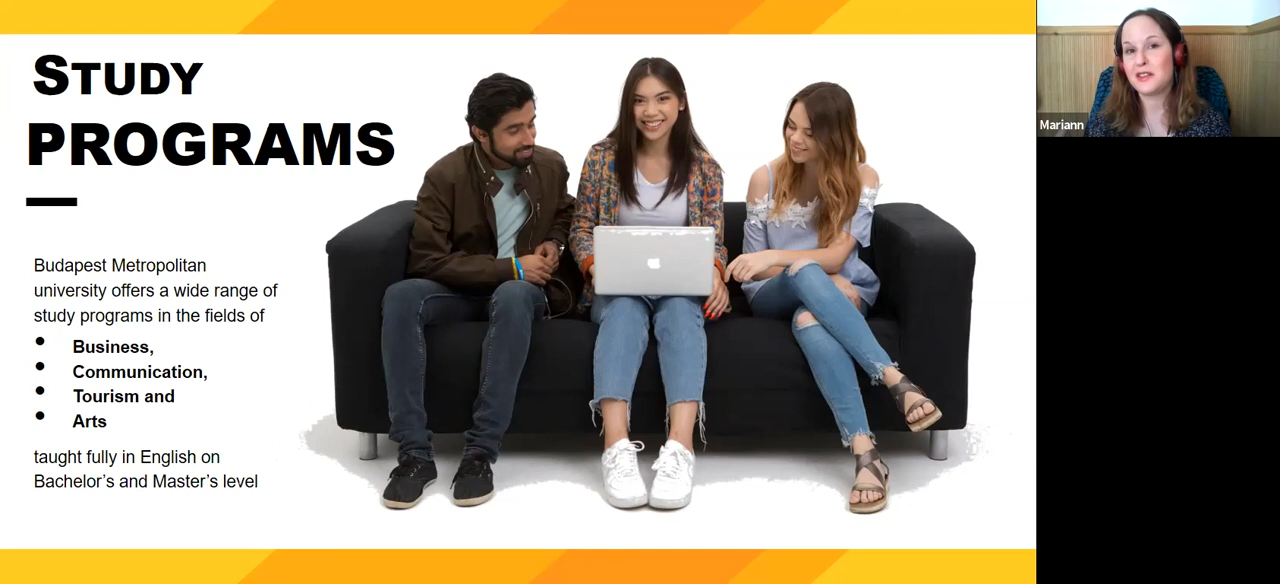 STUDY
PROGRAMS
Budapest Metropolitan
university offers a wide range of
study programs in the fields of
• Business,
• Communication,
• Tourism and
• Arts
taught fully in English on
Bachelor’s and Master’s level
Mariann